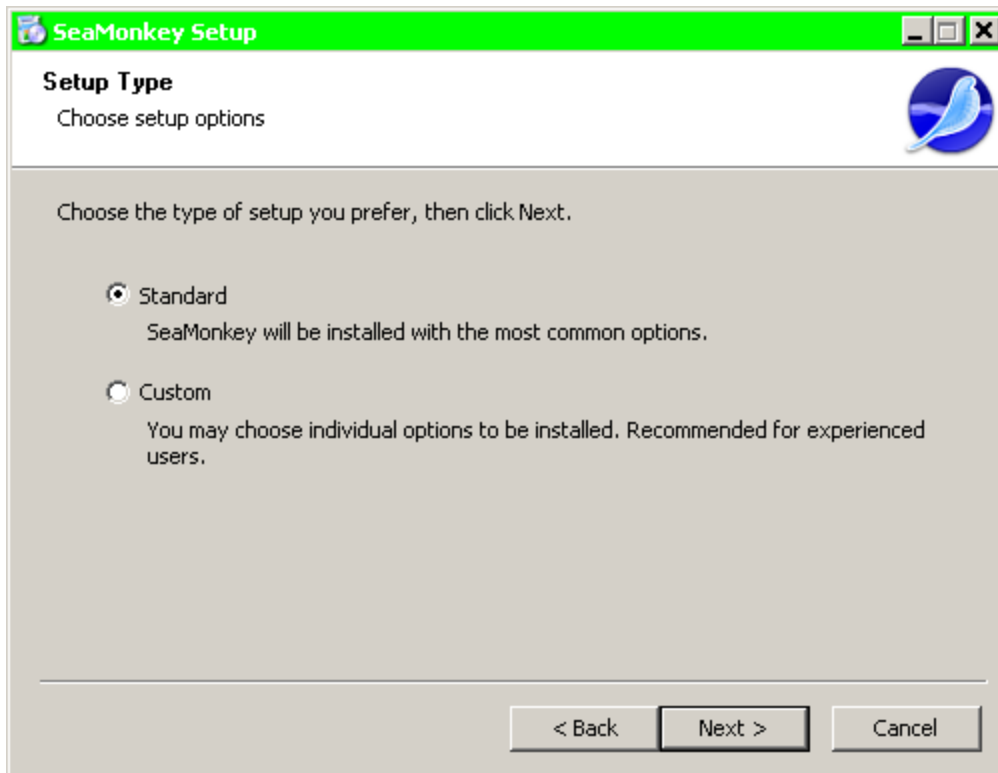 SeaMonkey Setup
Setup Type
Choose setup options
Choose the type of setup you prefer, then click Next.
Standard
SeaMonkey will be installed with the most common options.
Custom
You may choose individual options to be installed. Recommended for experienced
users.
< Back Next > Cancel